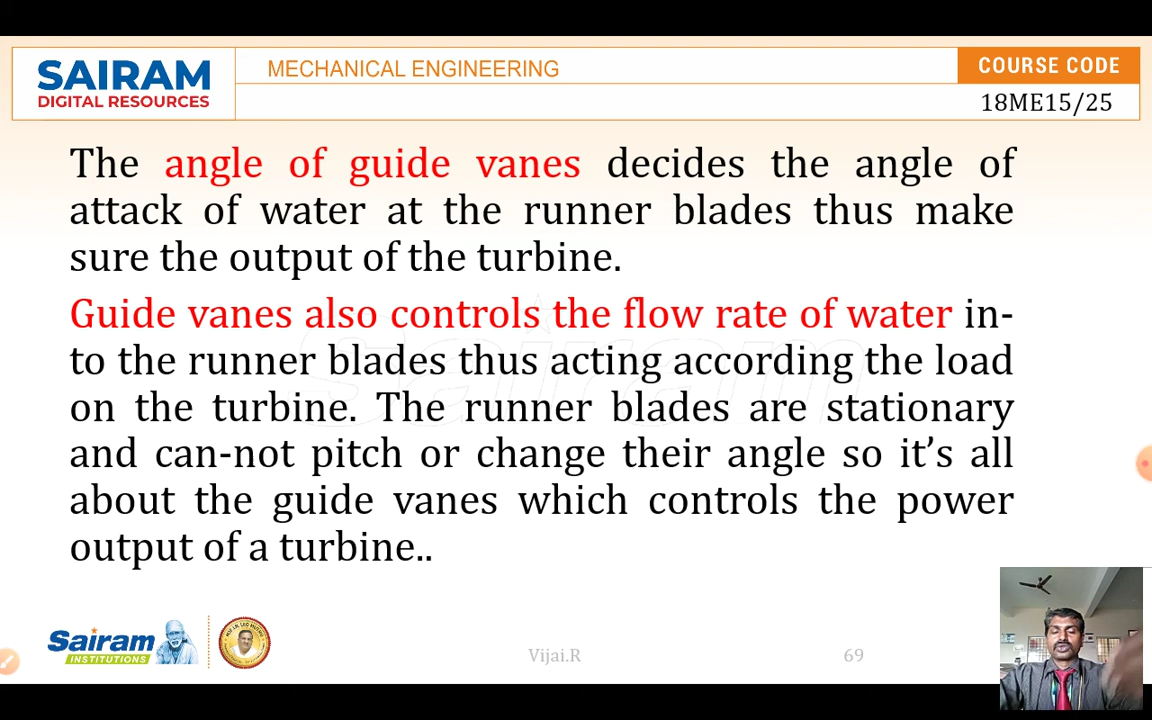 SAIRAM
DIGITAL RESOURCES
MECHANICAL ENGINEERING
COURSE CODE
18ME15/25
The angle of guide vanes decides the angle of
attack of water at the runner blades thus make
sure the output of the turbine.
Guide vanes also controls the flow rate of water in-
to the runner blades thus acting according the load
on the turbine. The runner blades are stationary
and can-not pitch or change their angle so it’s all
about the guide vanes which controls the power
output of a turbine..
Sairam
Sairam
INSTITUTIONS
Vijai.R
69